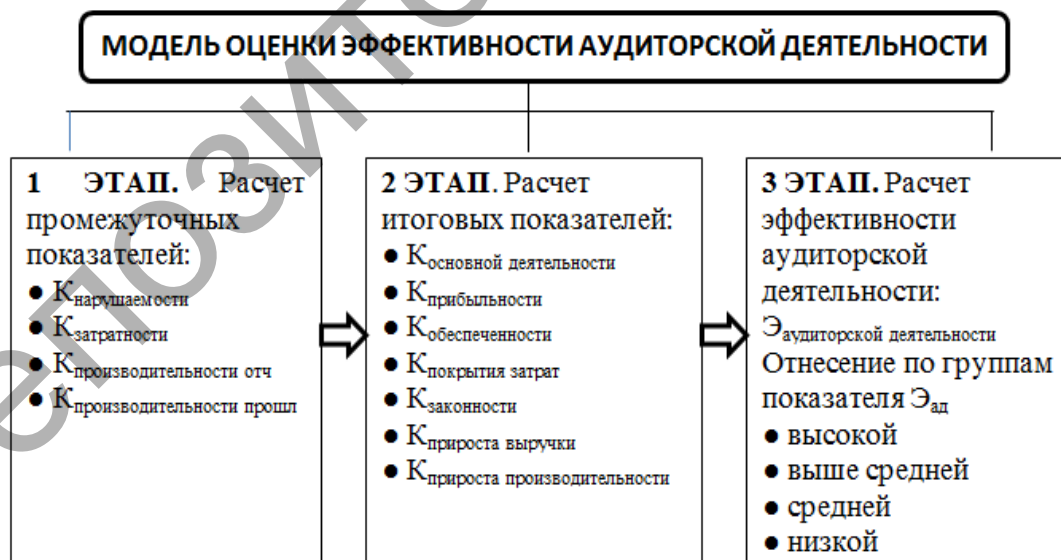 МОДЕЛЬ ОЦЕНКИ ЭФФЕКТИВНОСТИ АУДИТОРСКОЙ ДЕЯТЕЛЬНОСТИ
1 ЭТАП. Расчет
промежуточных
показателей:
● Кнарушаемости
● Кзатратности
● Кпроизводительности отч
● Кпроизводительности прошл
2 ЭТАП. Расчет
итоговых показателей:
● Косновной деятельности
● Кприбыльности
● Кобеспеченности
● Кпокрытия затрат
● Кзаконности
● Кприроста выручки
● Кприроста производительности
3 ЭТАП. Расчет
эффективности
аудиторской
деятельности:
Эаудиторской деятельности
Отнесение по группам
показателя Эад
● высокой
● выше средней
● средней
● низкой